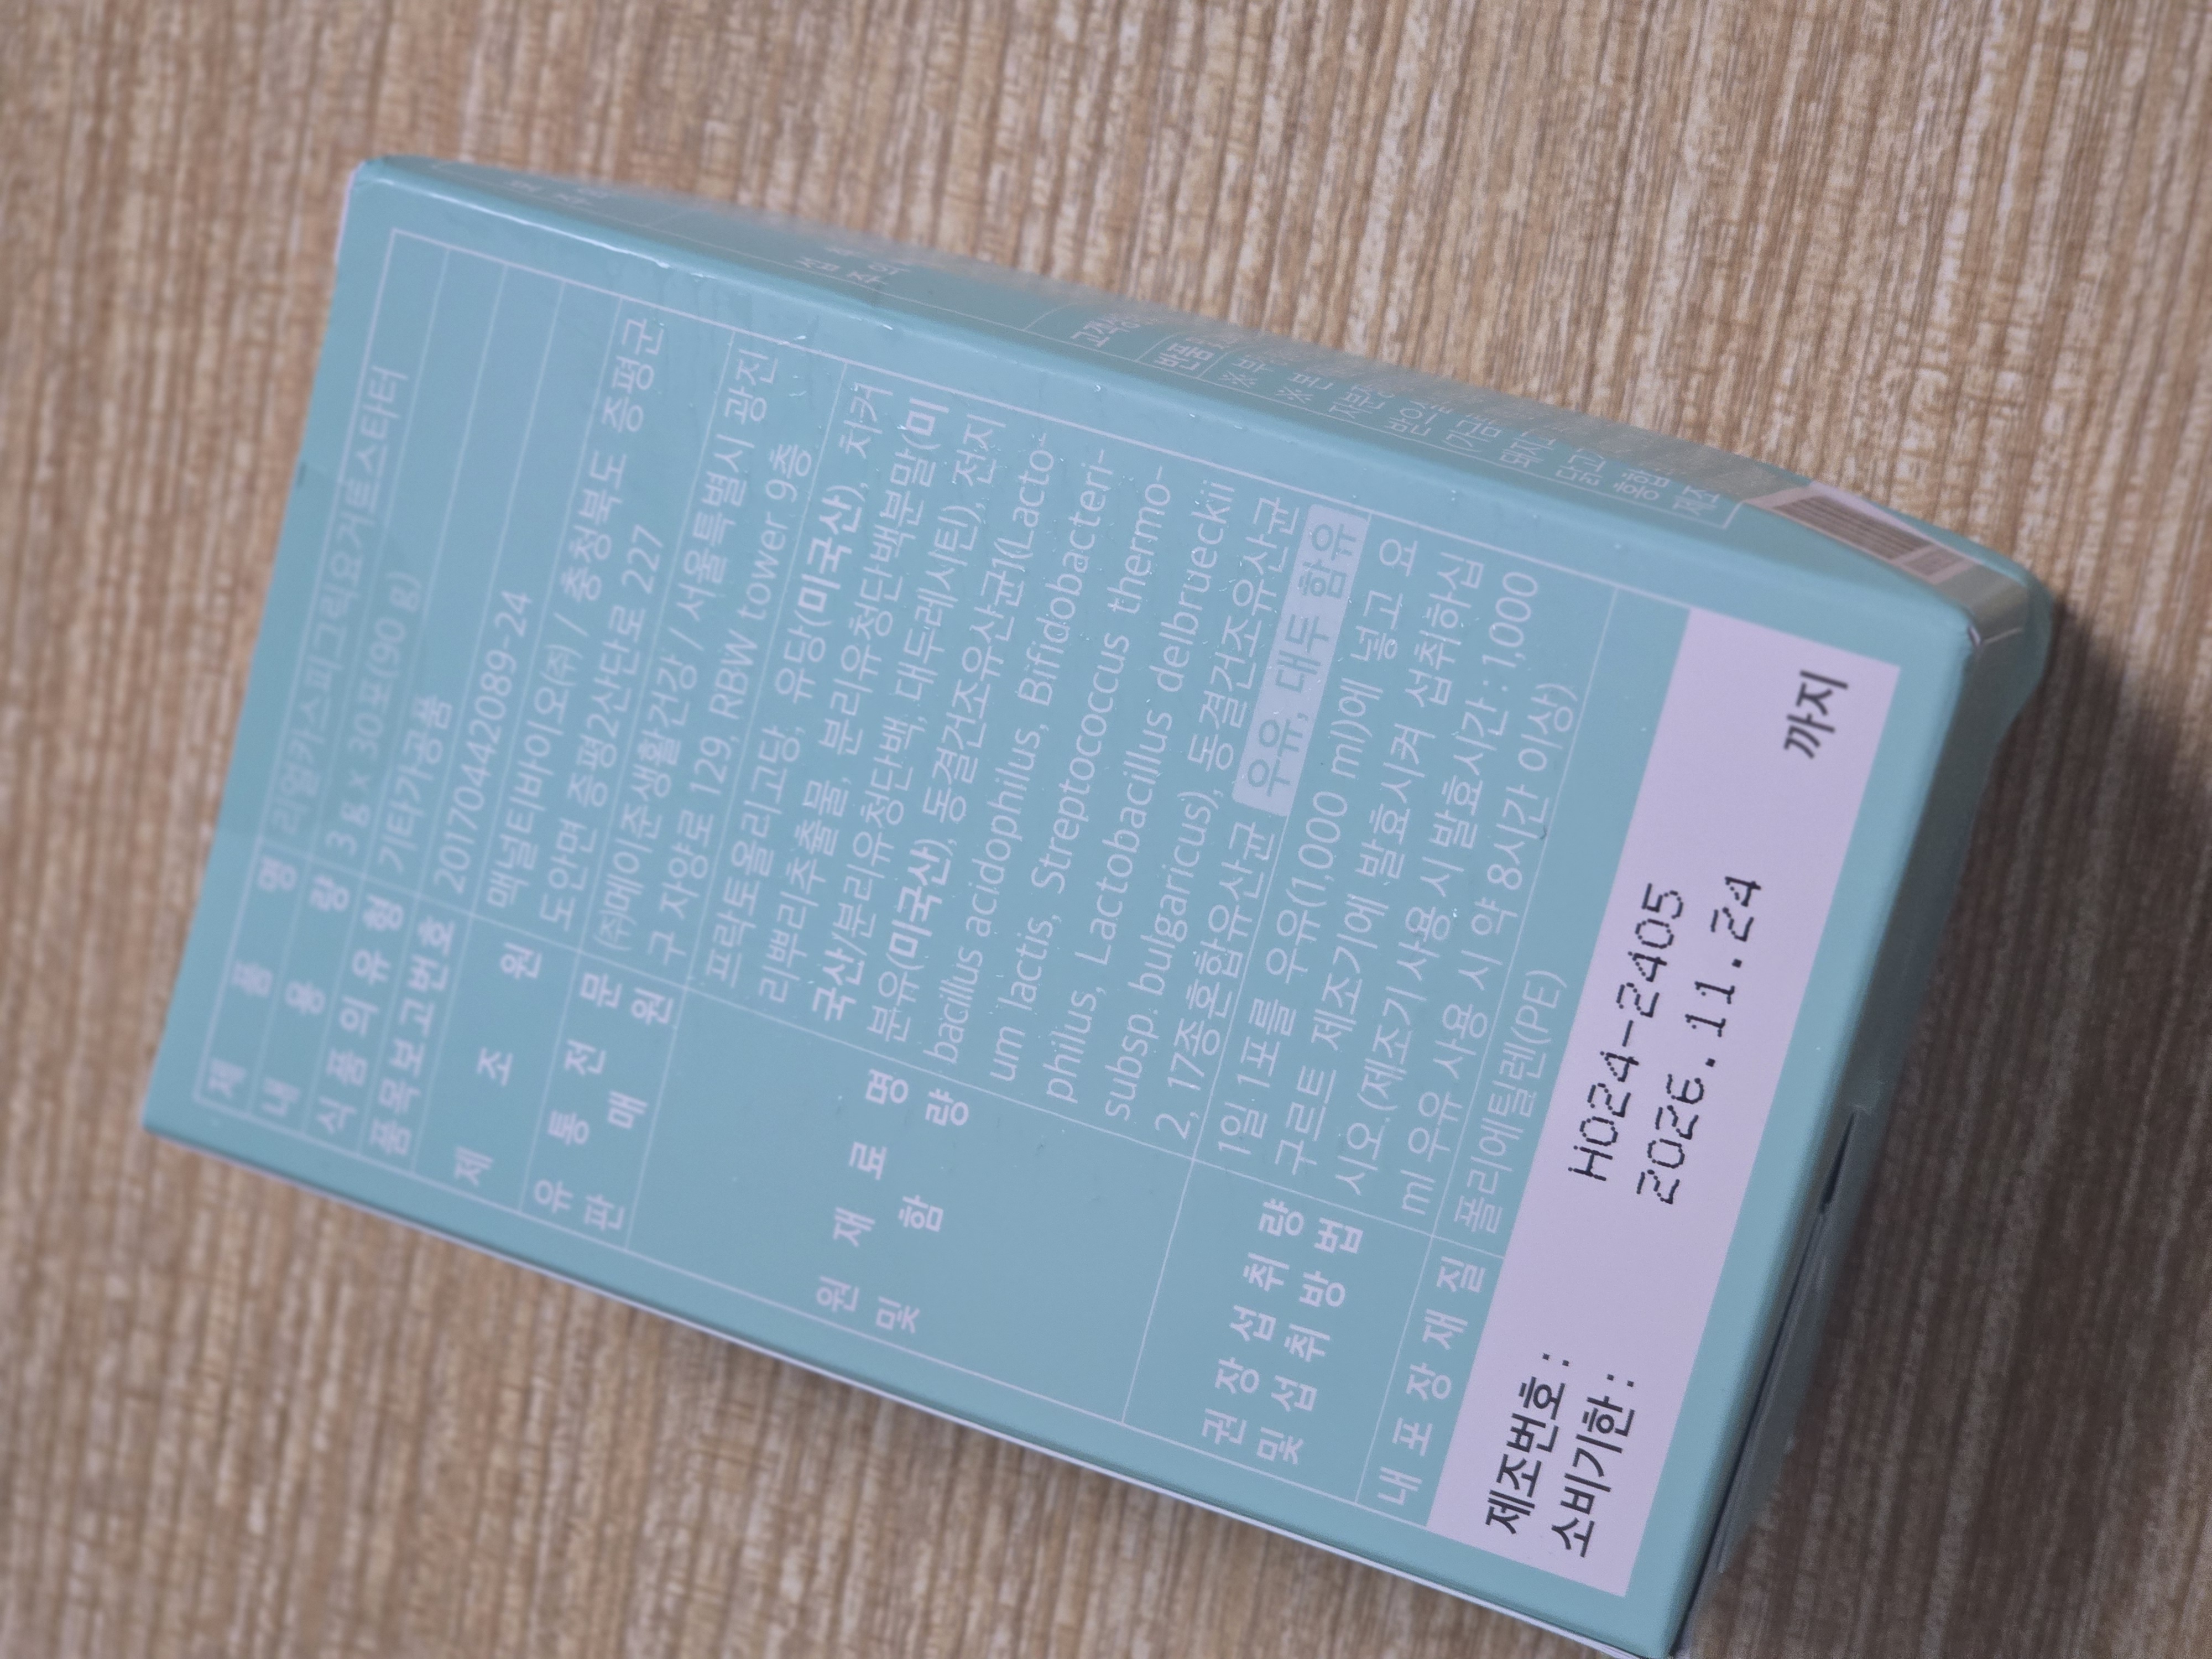 제 품 명 리얼카스피그릭요거트스타터
내 용 량 3 g x 30포(90 g)
식 품 의 유 형 기타가공품
품목보고번호 20170442089-24
제 조 원 맥널티바이오㈜ / 충청북도 증평군
도안면 증평2산단로 227
유 통 전 문 판 매 원 ㈜메이준생활건강 / 서울특별시 광진
구 자양로 129, RBW tower 9층
원 재 료 명 및 함 량 프락토올리고당, 유당(미국산), 치커
리뿌리추출물, 분리유청단백분말(미
국산/분리유청단백, 대두레시틴), 전지
분유(미국산), 동결건조유산균1(Lacto-
bacillus acidophilus, Bifidobacteri-
um lactis, Streptococcus thermo-
philus, Lactobacillus delbrueckii
subsp. bulgaricus), 동결건조유산균
2, 17종혼합유산균 우유, 대두 함유
권 장 섭 취 량 및 섭 취 방 법 1일 1포를 우유(1,000 ml)에 넣고 요
구르트 제조기에 발효시켜 섭취하십
시오.(제조기 사용 시 발효시간 : 1,000
ml 우유 사용 시 약 8시간 이상)
내 포 장 재 질 폴리에틸렌(PE)
제조번호 : H024-2405
소비기한 : 2026.11.24 까지